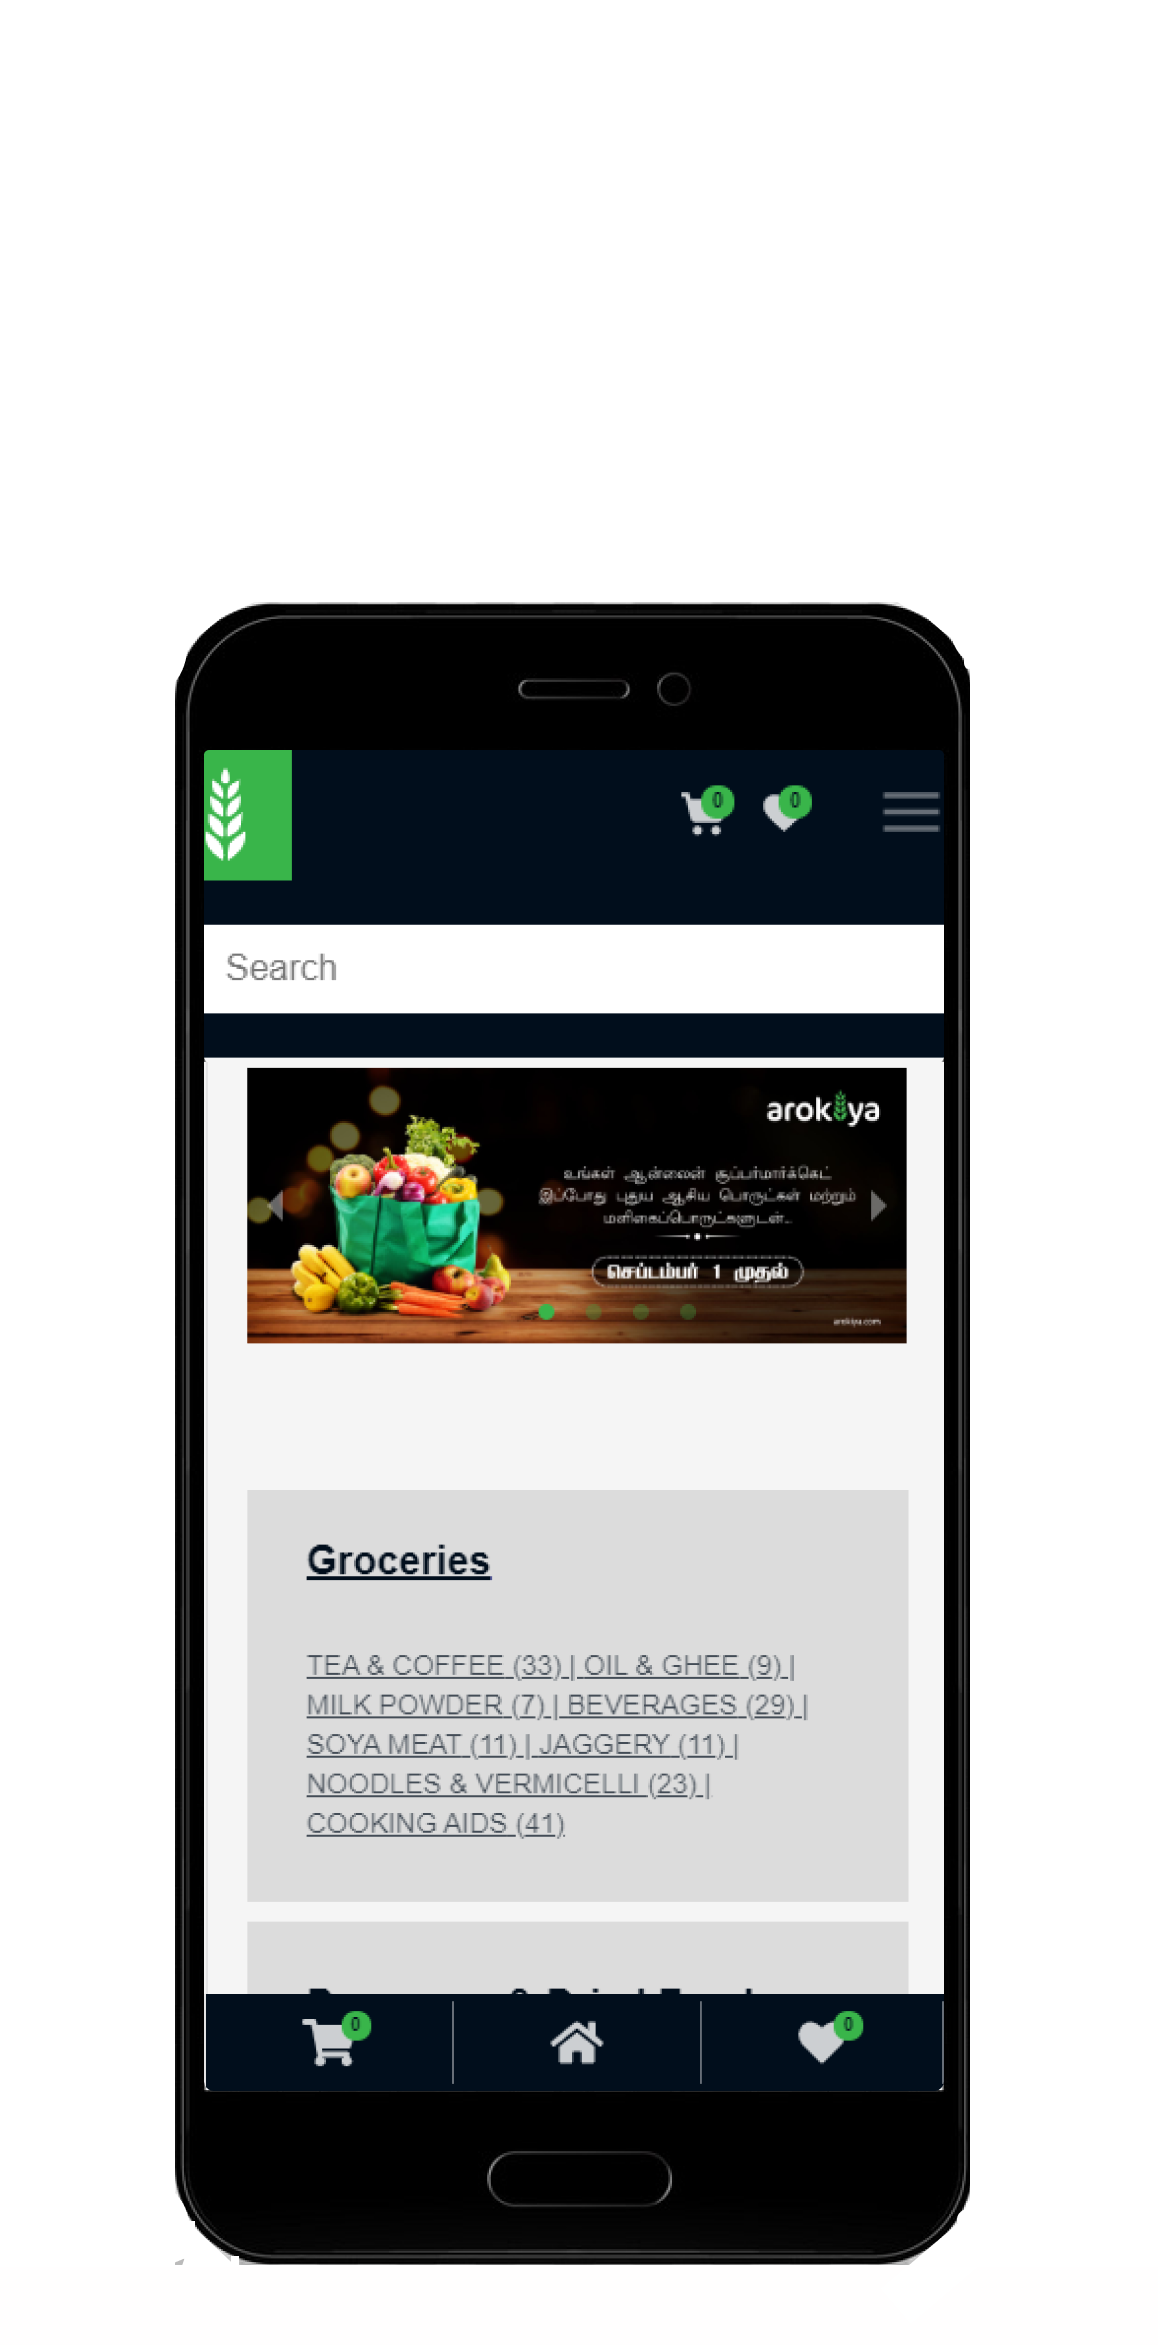 0 0
Search
arokiya
உங்கள் ஆன்லைன் சூப்பர்மார்க்கெட்
இப்போது புதுய ஆசிய பொருட்கள் மற்றும்
மளிகைப்பொருட்களுடன்..
செப்டம்பர் 1 முதல்
arokiya.com
Groceries
TEA & COFFEE (33) | OIL & GHEE (9) |
MILK POWDER (7) | BEVERAGES (29) |
SOYA MEAT (11) | JAGGERY (11) |
NOODLES & VERMICELLI (23) |
COOKING AIDS (41)
0 0